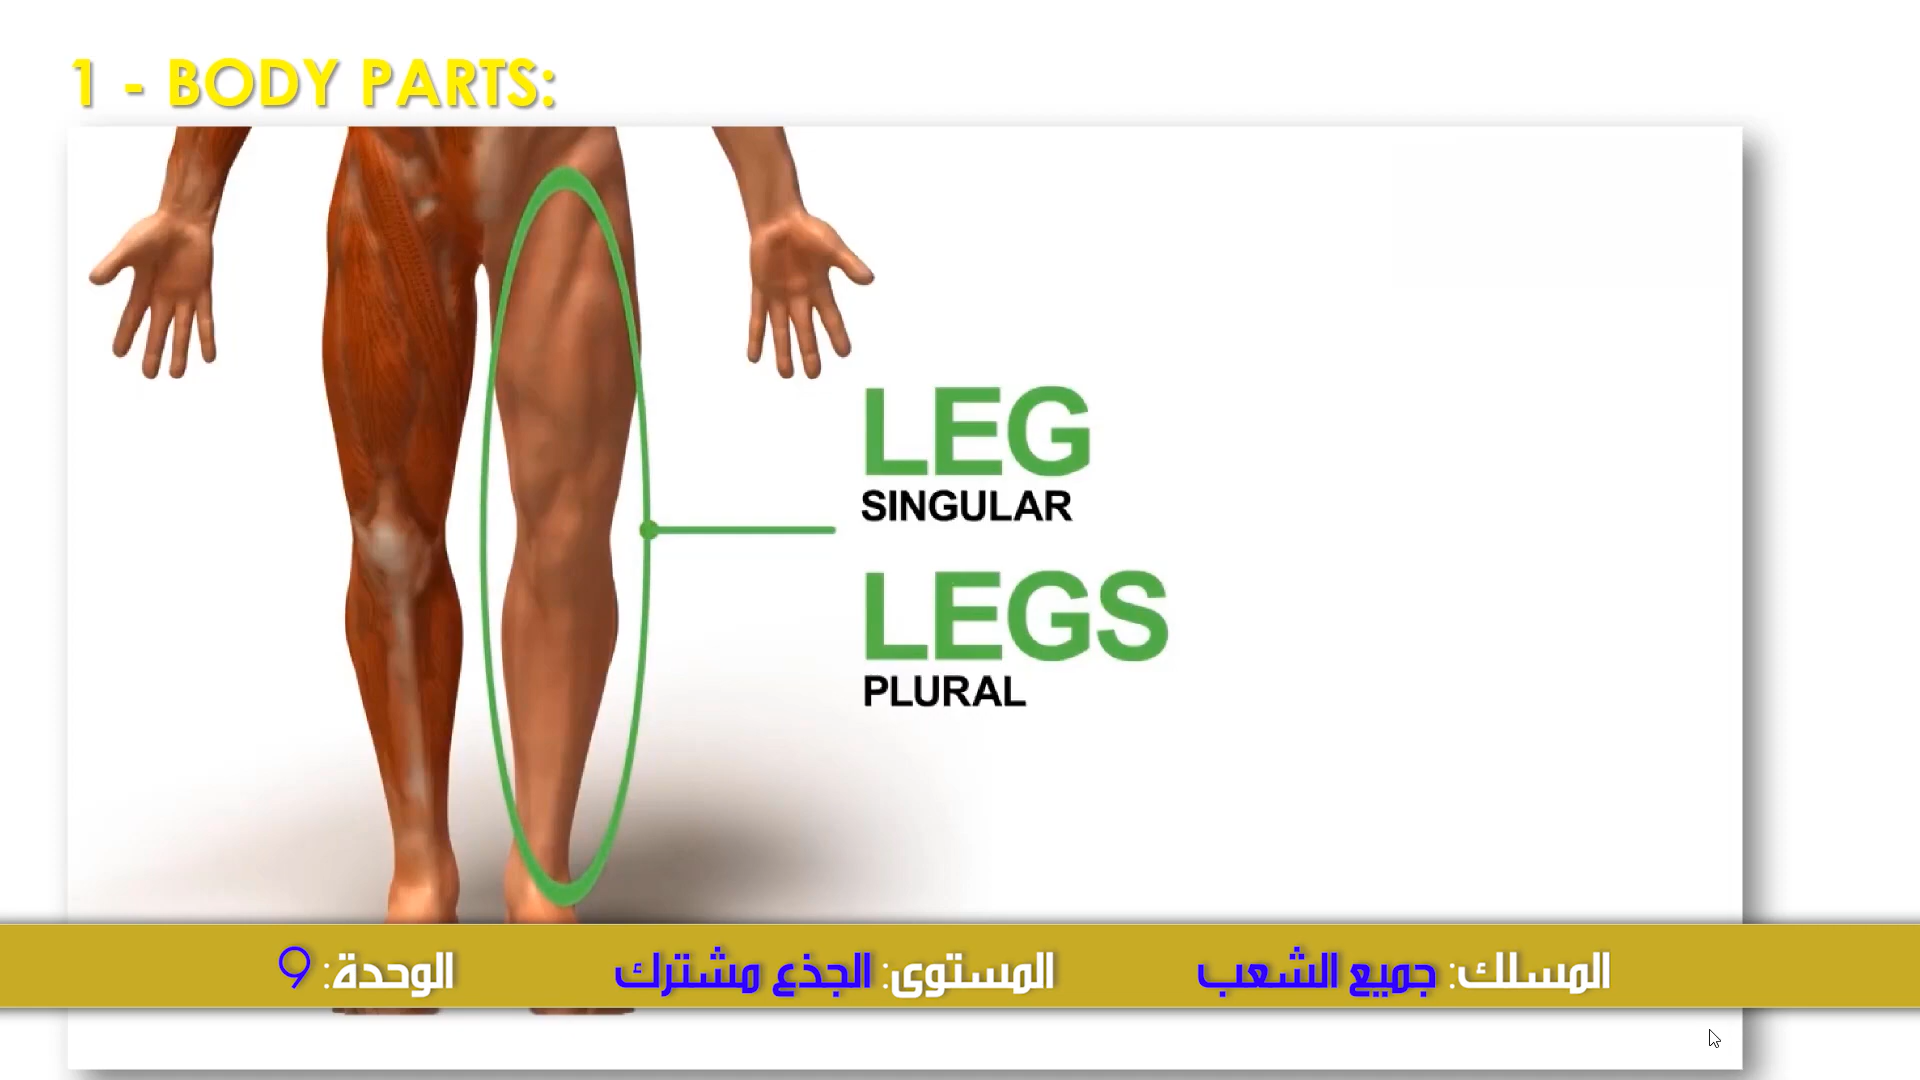 1 - BODY PARTS:
LEG
SINGULAR
LEGS
PLURAL
المسلك: جميع الشعب المستوى: الجذع مشترك الوحدة: 9